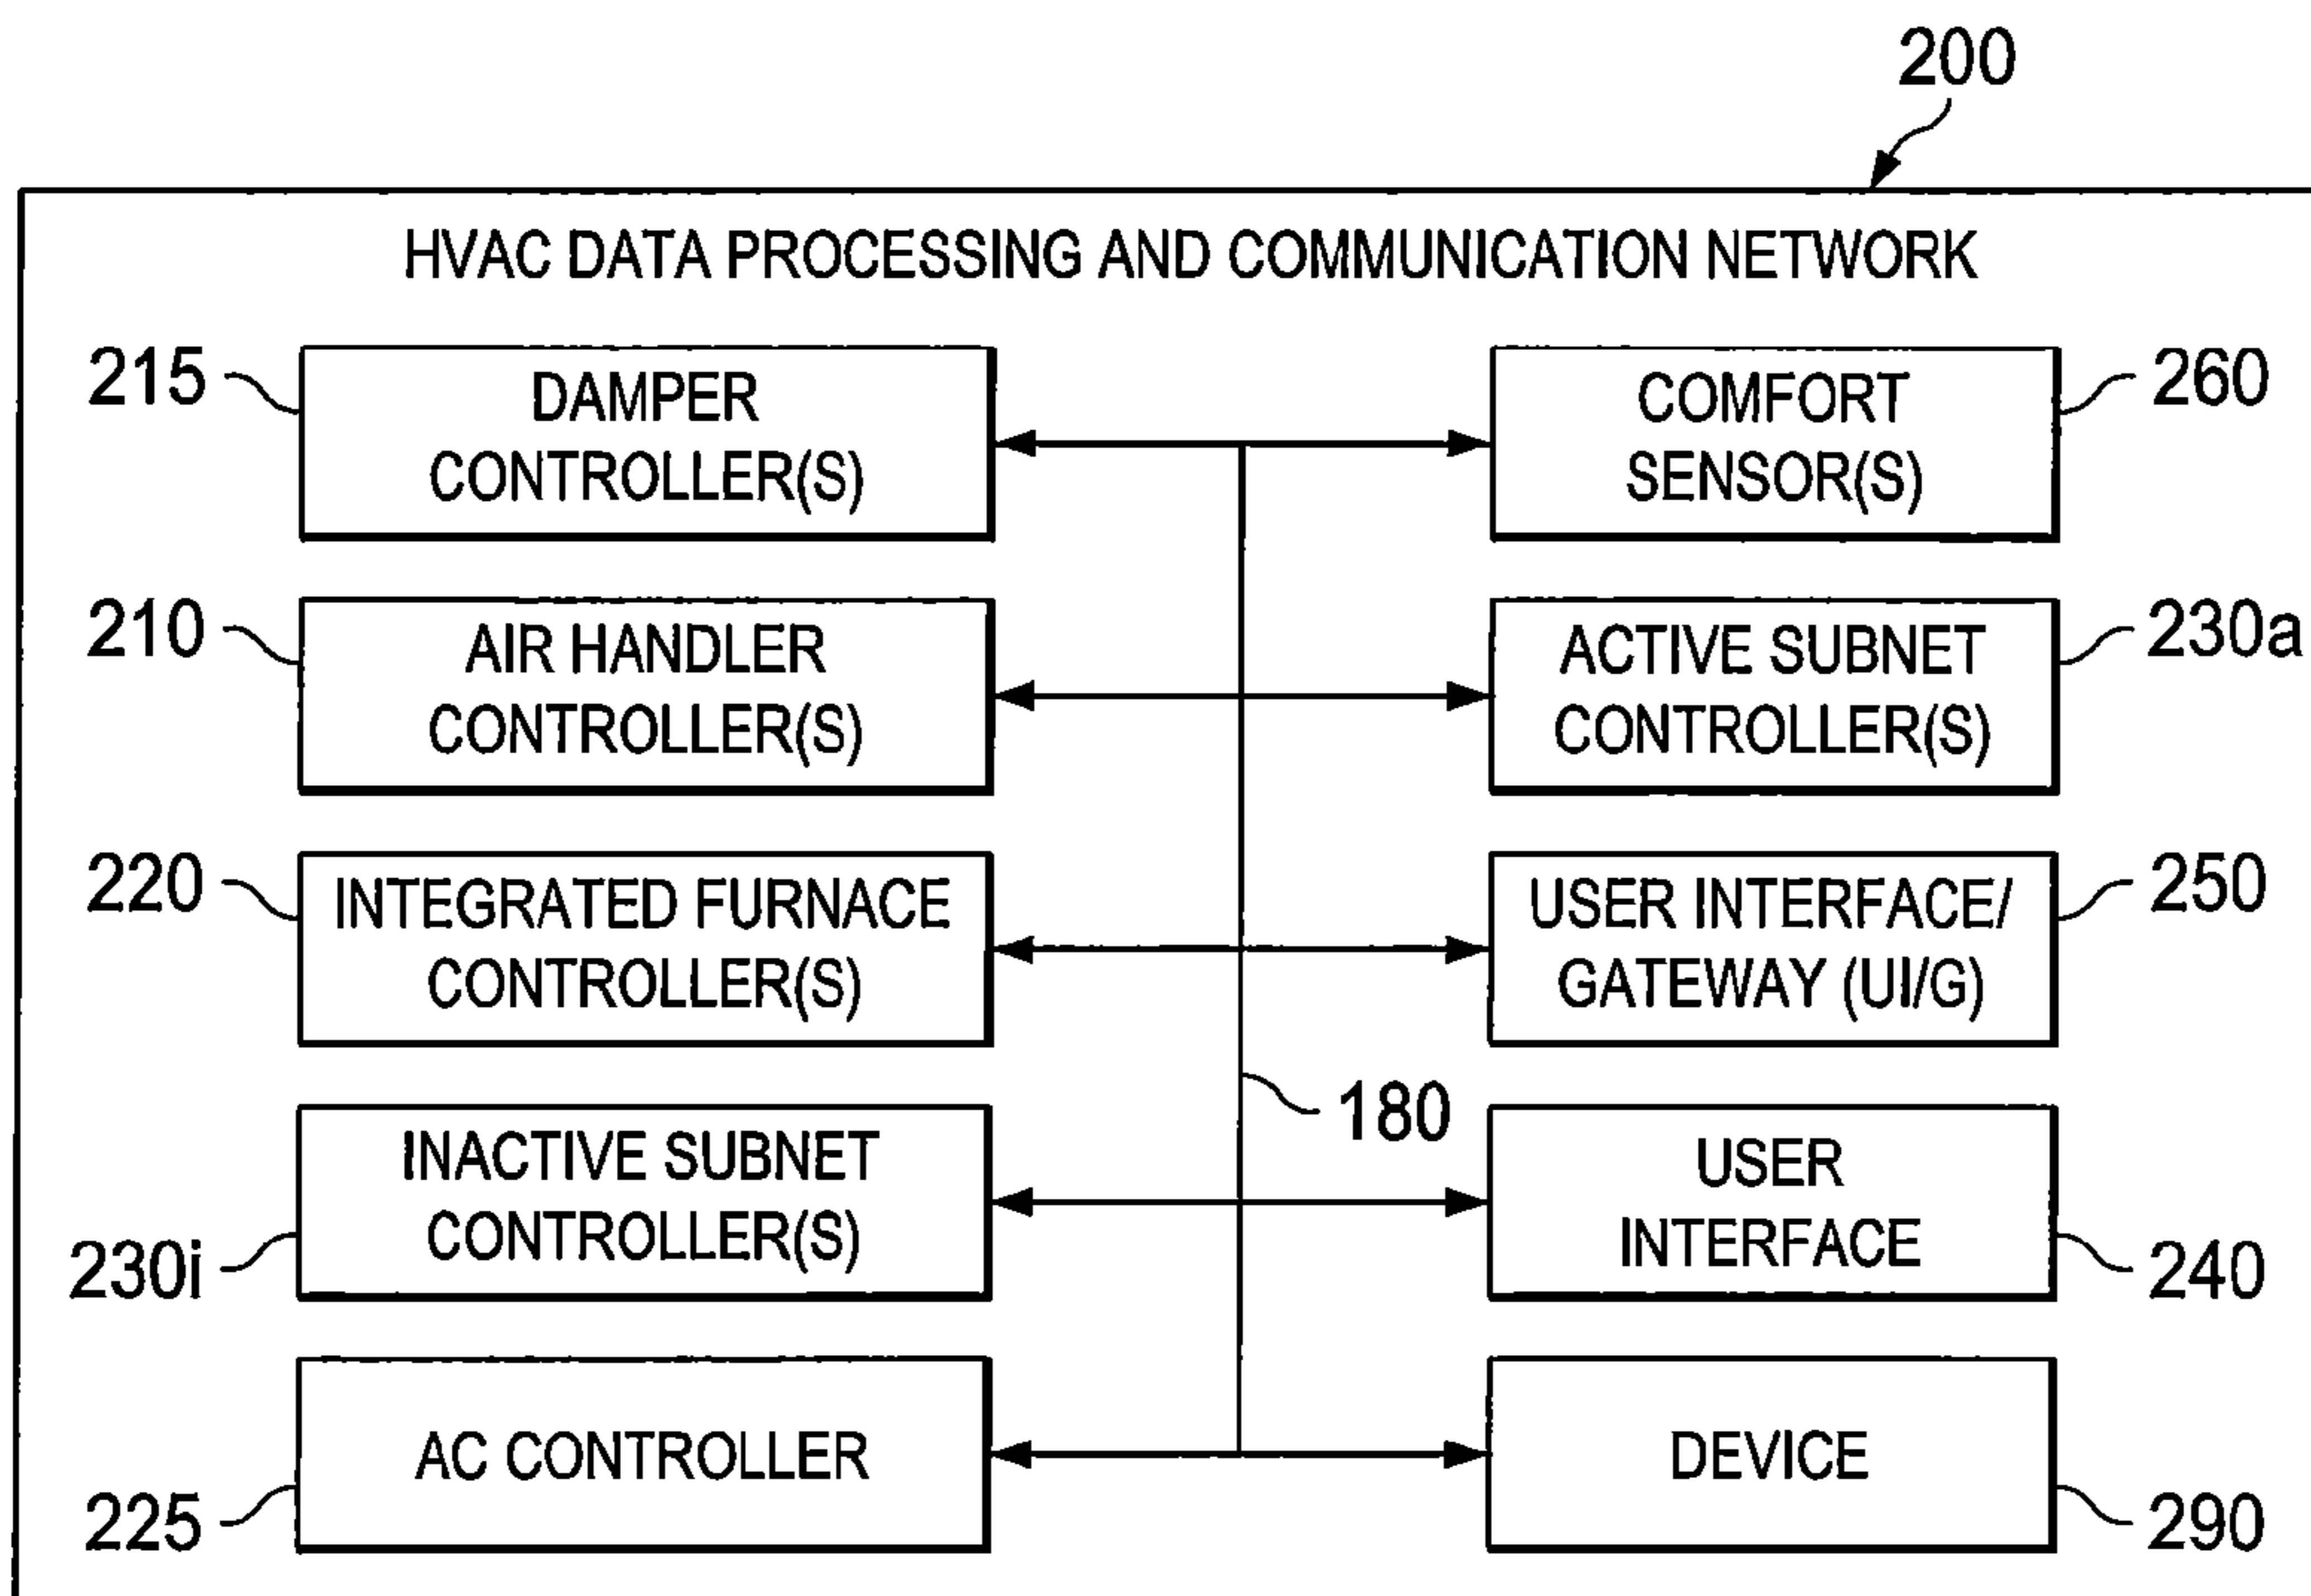 200
HVAC DATA PROCESSING AND COMMUNICATION NETWORK
215
DAMPER
CONTROLLER(S)
COMFORT
SENSOR(S)
260
210
AIR HANDLER
CONTROLLER(S)
ACTIVE SUBNET
CONTROLLER(S)
230a
220
INTEGRATED FURNACE
CONTROLLER(S)
USER INTERFACE/
GATEWAY (UI/G)
250
180
INACTIVE SUBNET
CONTROLLER(S)
230i
USER
INTERFACE
240
AC CONTROLLER
225
DEVICE
290